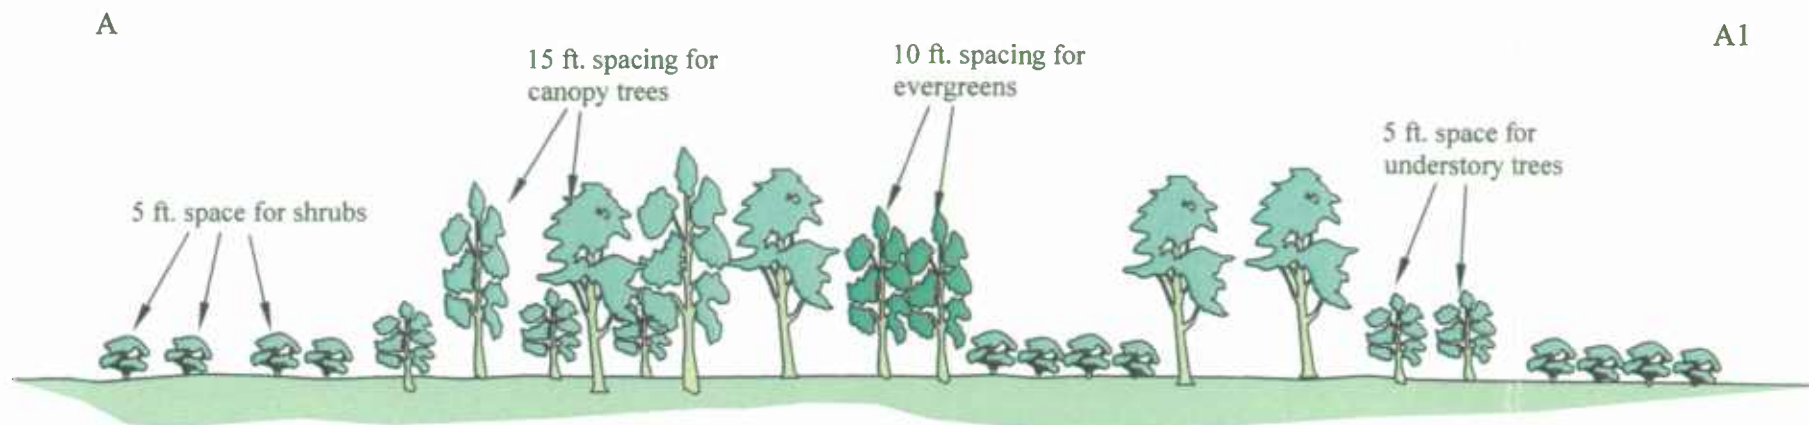 A
A1
15 ft. spacing for
canopy trees
10 ft. spacing for
evergreens
5 ft. space for
understory trees
5 ft. space for shrubs